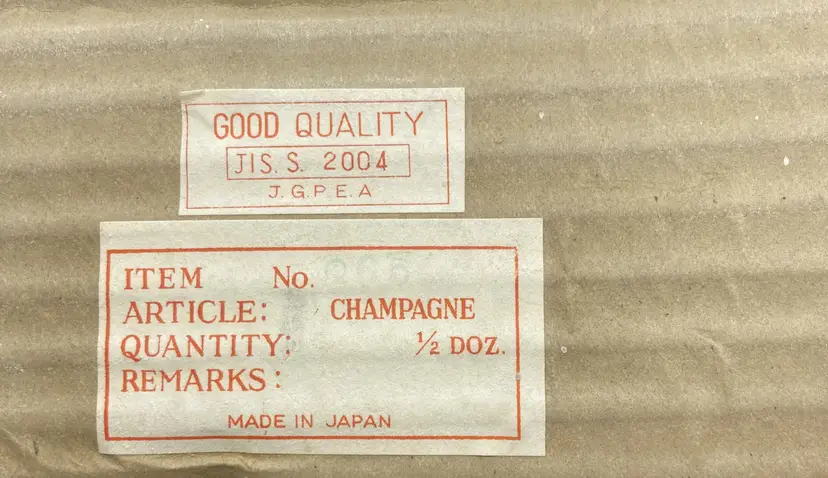 GOOD QUALITY
JIS. S. 2004
J.G.P.E.A
ITEM No.
ARTICLE: CHAMPAGNE
QUANTITY: ½ DOZ.
REMARKS:
MADE IN JAPAN